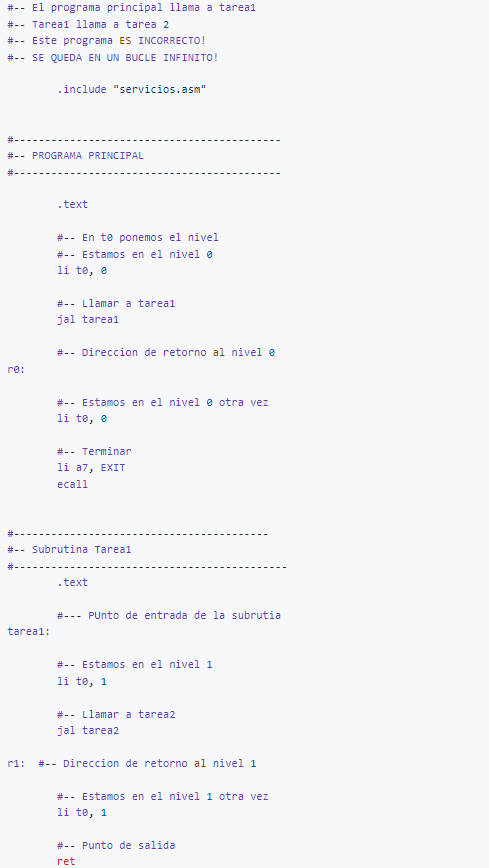 #-- El programa principal llama a tarea1
#-- Tarea1 llama a tarea 2
#-- Este programa ES INCORRECTO!
#-- SE QUEDA EN UN BUCLE INFINITO!
.include "servicios.asm"
#-------------------------------------------
#-- PROGRAMA PRINCIPAL
#-------------------------------------------
.text
#-- En t0 ponemos el nivel
#-- Estamos en el nivel 0
li t0, 0
#-- Llamar a tarea1
jal tarea1
#-- Direccion de retorno al nivel 0
r0:
#-- Estamos en el nivel 0 otra vez
li t0, 0
#-- Terminar
li a7, EXIT
ecall
#-----------------------------------------
#-- Subrutina Tarea1
#--------------------------------------------
.text
#--- PUnto de entrada de la subrutia
tarea1:
#-- Estamos en el nivel 1
li t0, 1
#-- Llamar a tarea2
jal tarea2
r1:  #-- Direccion de retorno al nivel 1
#-- Estamos en el nivel 1 otra vez
li t0, 1
#-- Punto de salida
ret